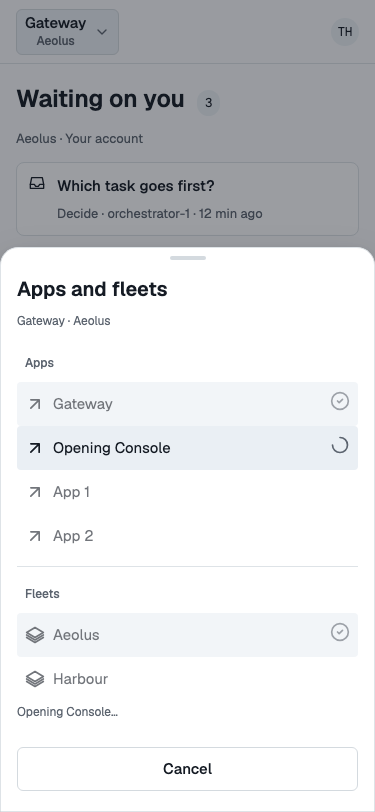 Gateway
Aeolus
TH
Waiting on you 3
Aeolus · Your account
Which task goes first?
Decide · orchestrator-1 · 12 min ago
Apps and fleets
Gateway · Aeolus
Apps
Gateway
Opening Console
App 1
App 2
Fleets
Aeolus
Harbour
Opening Console…
Cancel